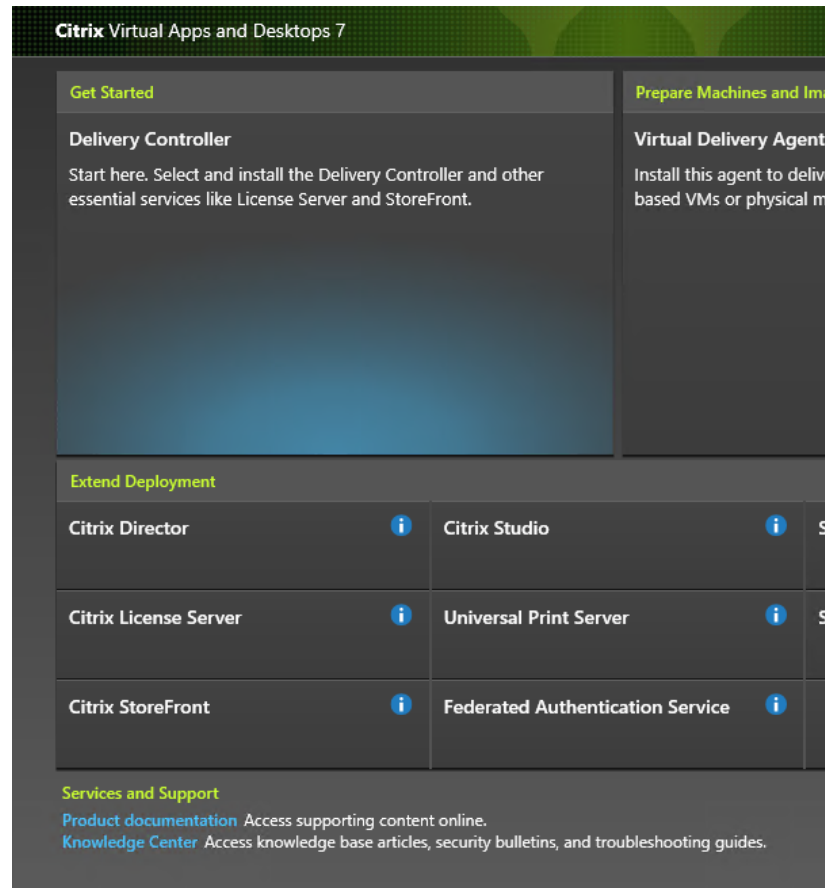 Citrix Virtual Apps and Desktops 7
Get Started
Delivery Controller
Start here. Select and install the Delivery Controller and other
essential services like License Server and StoreFront.
Prepare Machines and
Virtual Delivery Agent
Install this agent to
based VMs or physical
Extend Deployment
Citrix Director
Citrix Studio
Citrix License Server
Universal Print Server
Citrix StoreFront
Federated Authentication Service
Services and Support
Product documentation Access supporting content online.
Knowledge Center Access knowledge base articles, security bulletins, and troubleshooting guides.